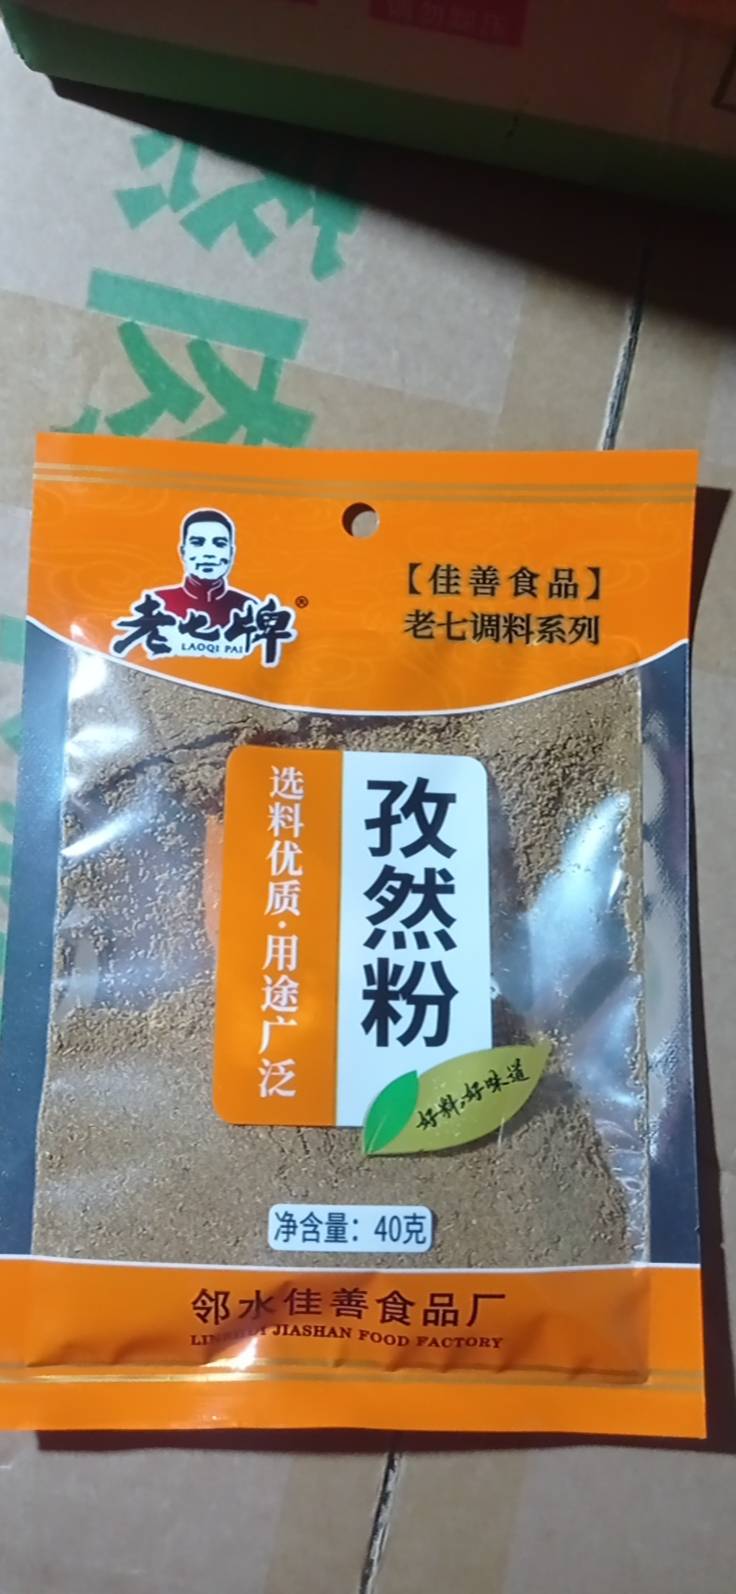 老七牌®
LAOQI PAI
【佳善食品】
老七调料系列
孜然粉
选料优质·用途广泛
好料,好味道
净含量：40克
邻水佳善食品厂
LINSHUI JIASHAN FOOD FACTORY